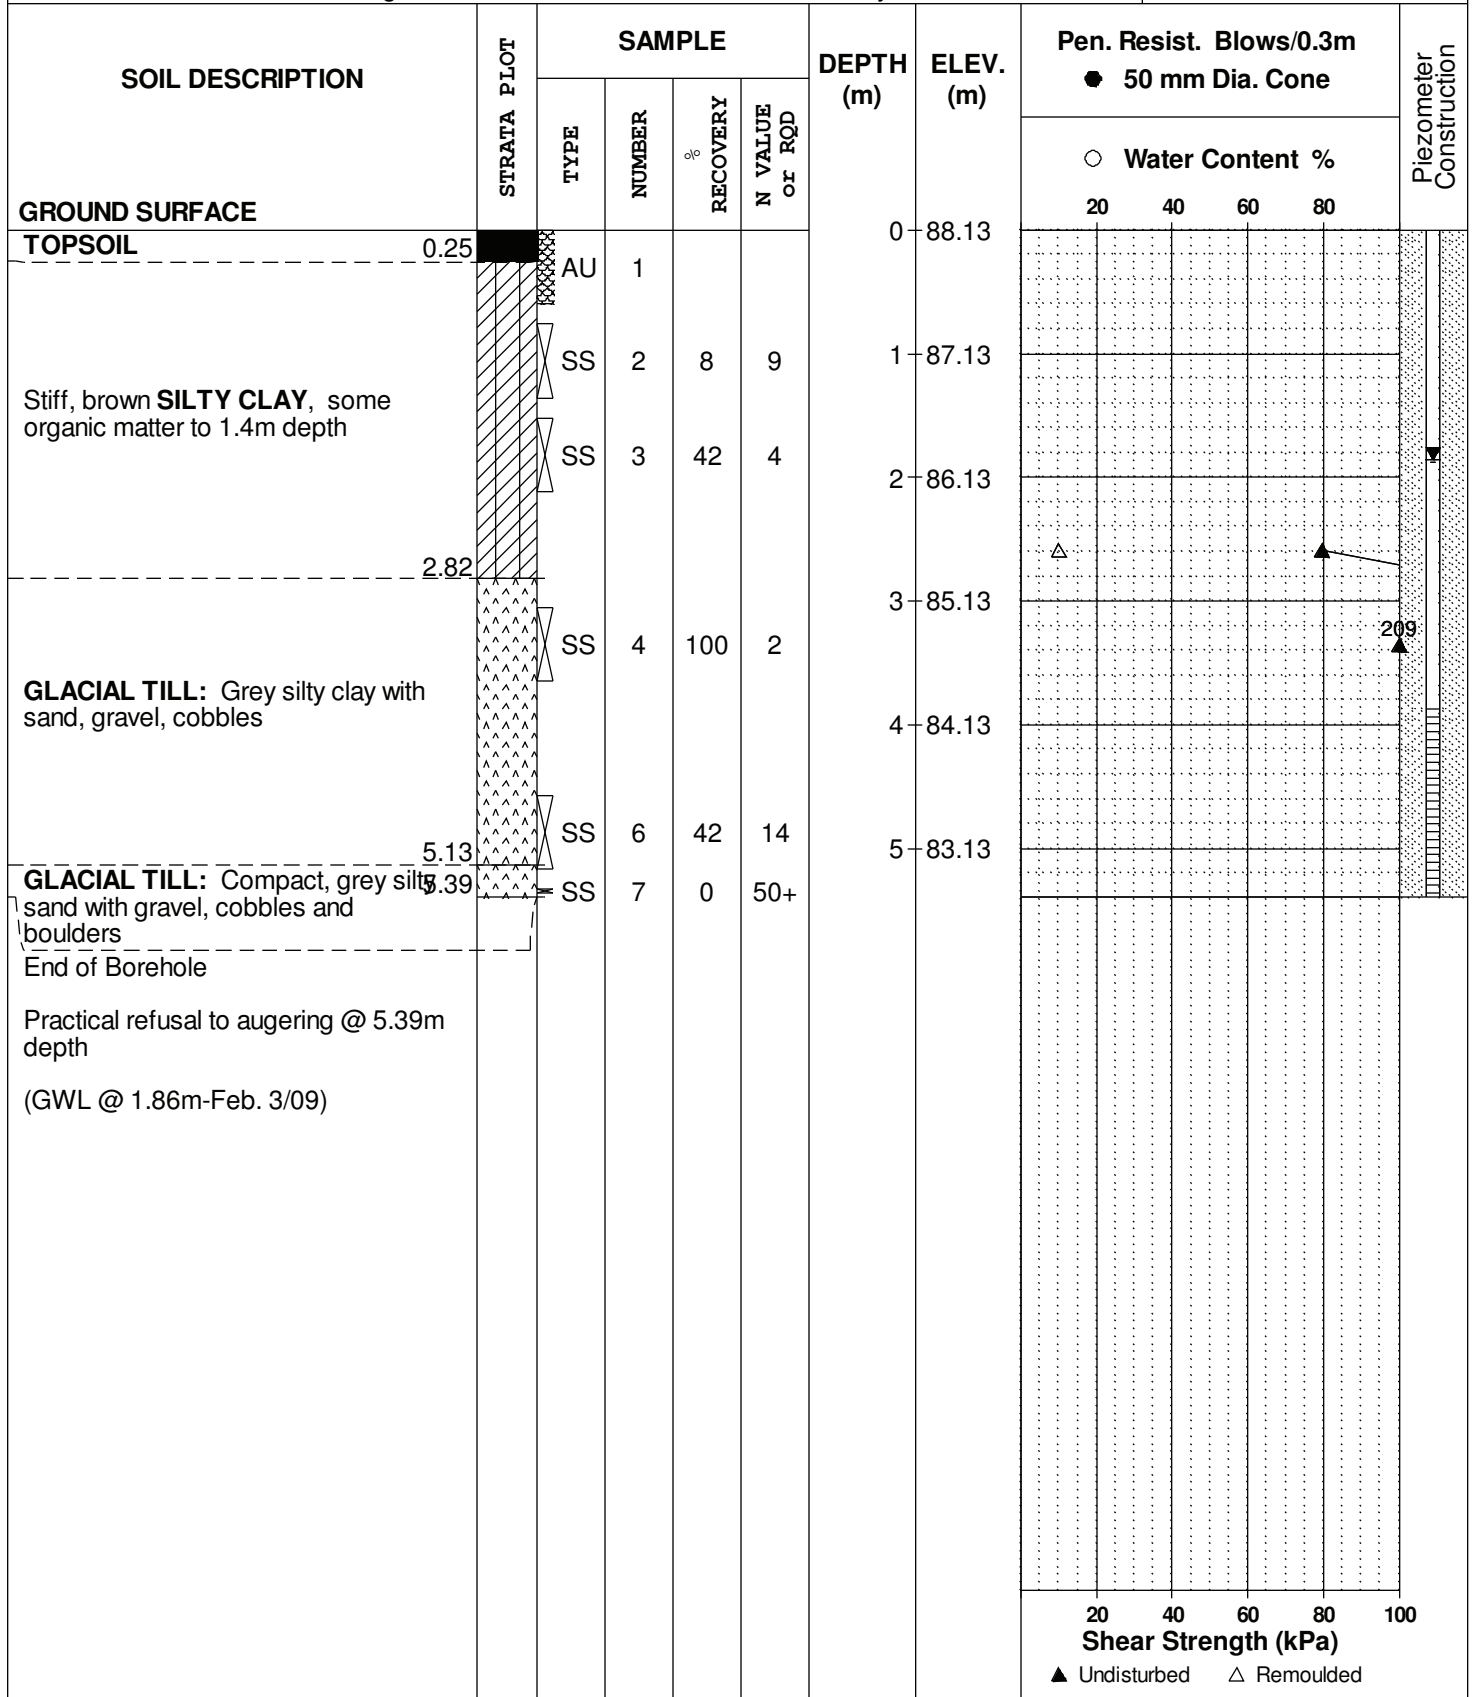 SOIL DESCRIPTION
GROUND SURFACE
STRATA PLOT
SAMPLE
TYPE
NUMBER
% RECOVERY
N VALUE or RQD
DEPTH (m)
ELEV. (m)
Pen. Resist. Blows/0.3m
● 50 mm Dia. Cone
○ Water Content %
20 40 60 80
Piezometer Construction
TOPSOIL 0.25
AU 1
0 88.13
SS 2 8 9
1 87.13
Stiff, brown SILTY CLAY, some
organic matter to 1.4m depth
SS 3 42 4
2 86.13
2.82
3 85.13
209
SS 4 100 2
GLACIAL TILL: Grey silty clay with
sand, gravel, cobbles
4 84.13
SS 6 42 14
5.13
5 83.13
GLACIAL TILL: Compact, grey silty 5.39
sand with gravel, cobbles and
boulders
SS 7 0 50+
End of Borehole
Practical refusal to augering @ 5.39m
depth
(GWL @ 1.86m-Feb. 3/09)
20 40 60 80 100
Shear Strength (kPa)
▲ Undisturbed △ Remoulded